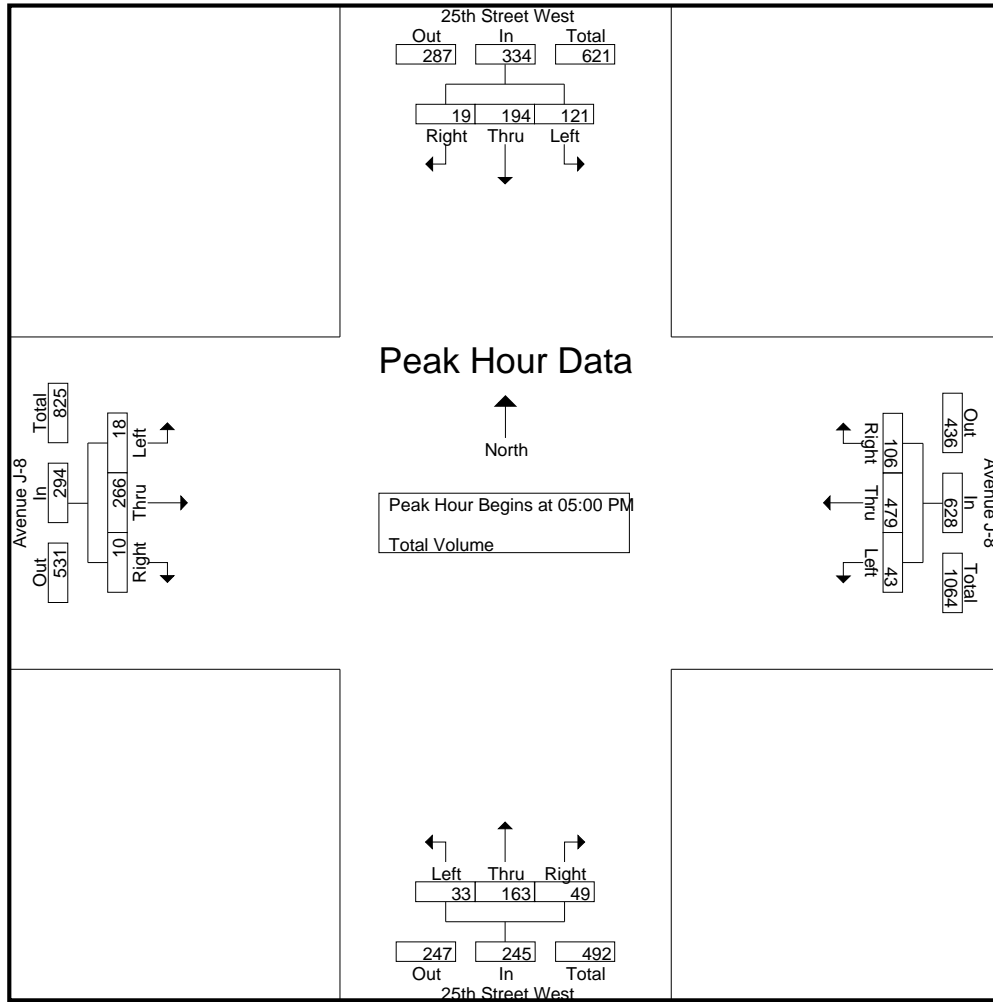 25th Street West
Out In Total
287 334 621
19 194 121
Right Thru Left
Peak Hour Data
North
Peak Hour Begins at 05:00 PM
Total Volume
Avenue J-8
Out In Total
531 294 825
Right Thru Left
10 266 18
Avenue J-8
Out In Total
436 628 1064
106 479 43
Right Thru Left
Left Thru Right
33 163 49
247 245 492
Out In Total
25th Street West